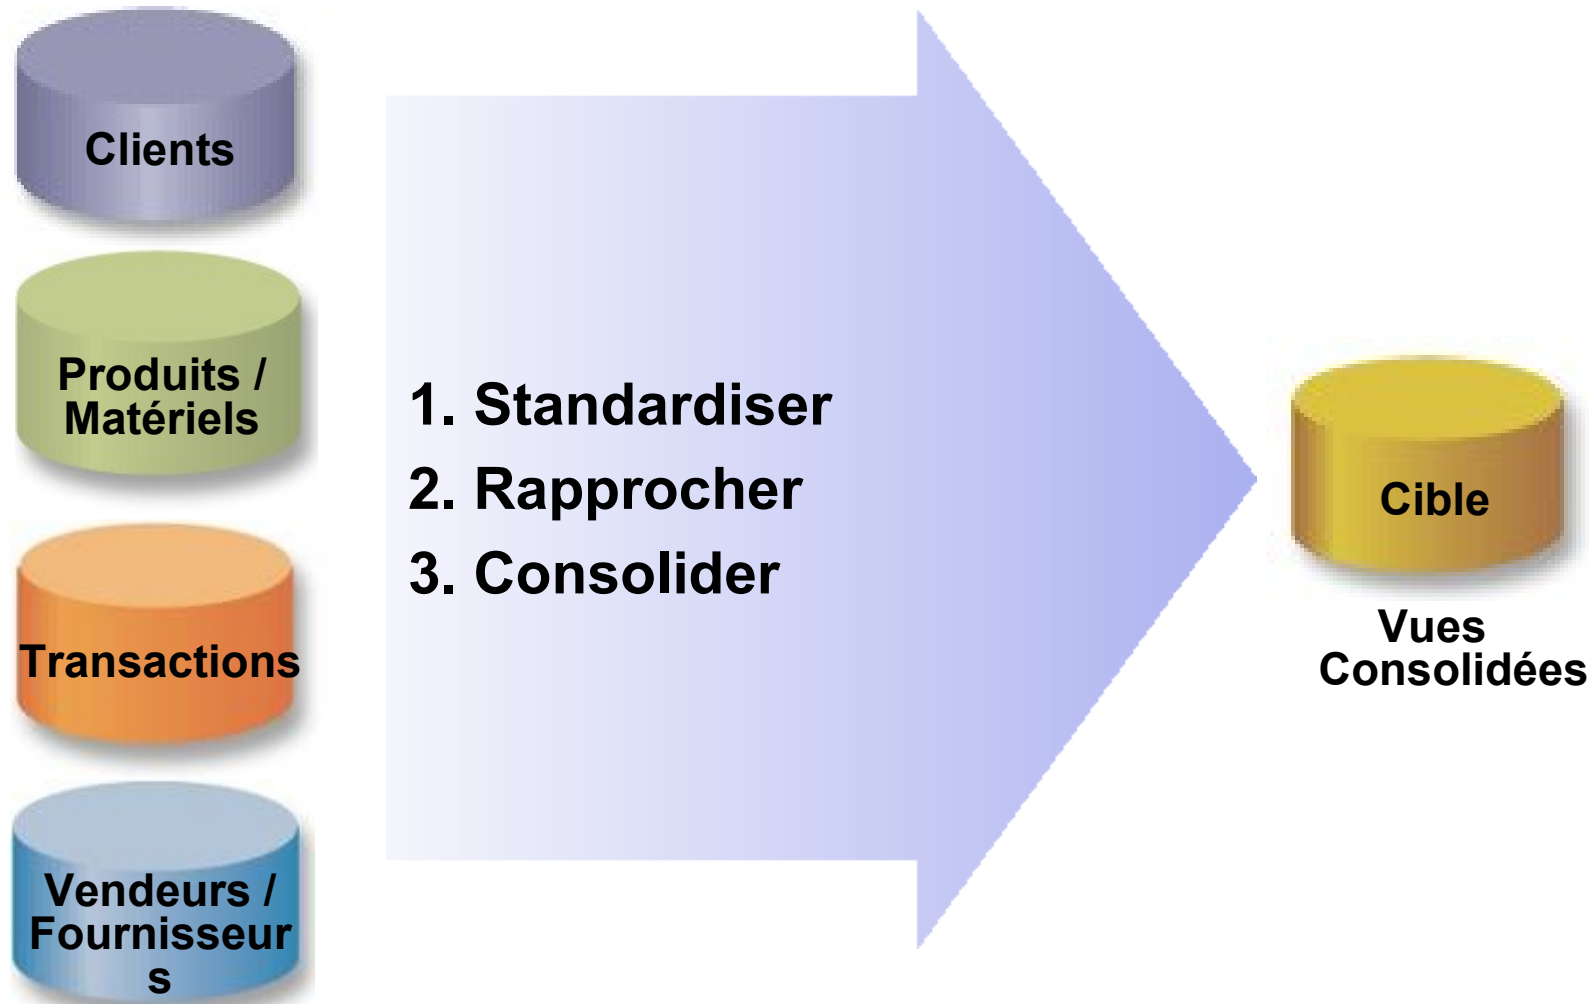 Clients
Produits /
Matériels
Transactions
Vendeurs /
Fournisseur
s
1. Standardiser
2. Rapprocher
3. Consolider
Cible
Vues
Consolidées